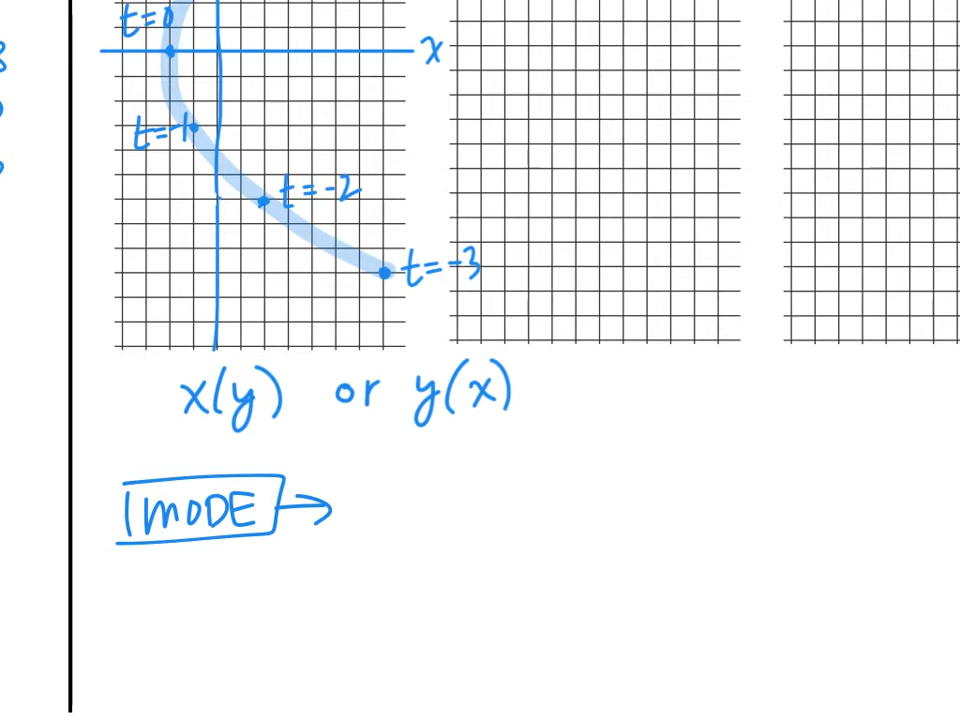 t=0
x
t=-1
t=-2
t=-3
x(y) or y(x)
MODE →